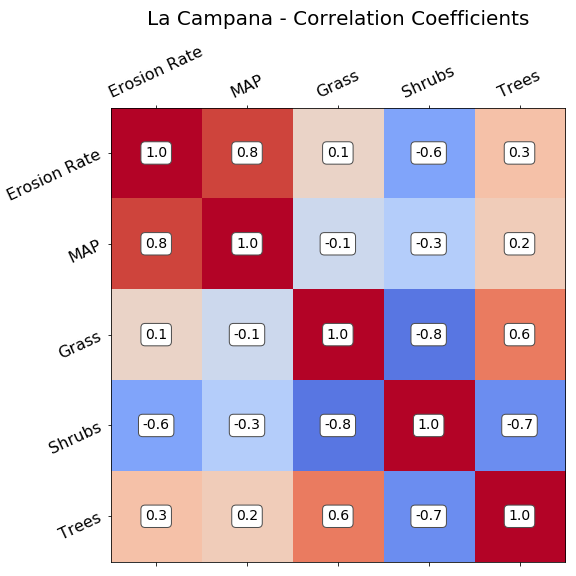 La Campana - Correlation Coefficients
Erosion Rate MAP Grass Shrubs Trees
Erosion Rate 1.0 0.8 0.1 -0.6 0.3
MAP 0.8 1.0 -0.1 -0.3 0.2
Grass 0.1 -0.1 1.0 -0.8 0.6
Shrubs -0.6 -0.3 -0.8 1.0 -0.7
Trees 0.3 0.2 0.6 -0.7 1.0